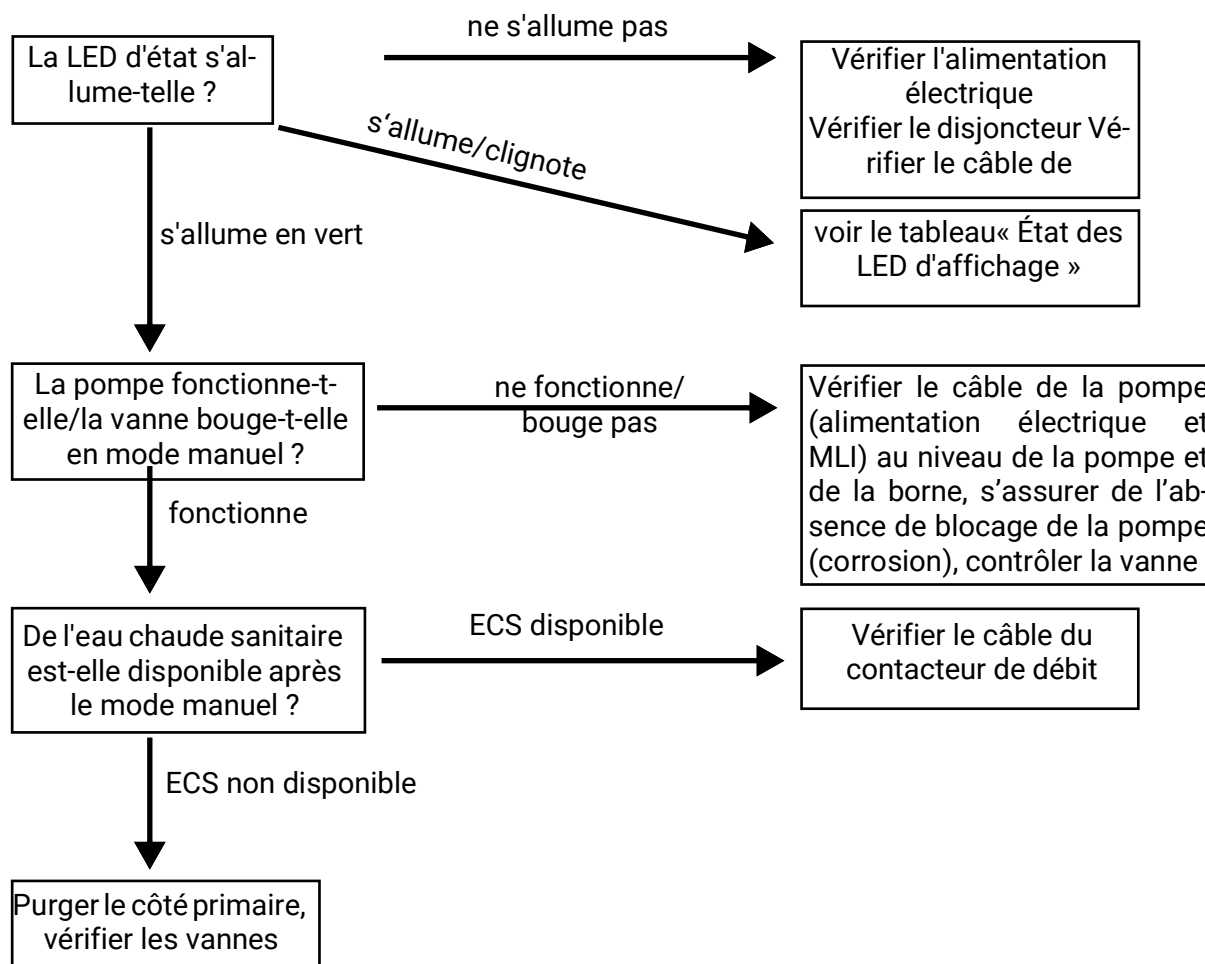 ne s'allume pas
La LED d'état s'al-
lume-telle ?
Vérifier l'alimentation
électrique
Vérifier le disjoncteur Vé-
rifier le câble de
s‘allume/clignote
voir le tableau« État des
LED d'affichage »
s'allume en vert
La pompe fonctionne-t-
elle/la vanne bouge-t-elle
en mode manuel ?
ne fonctionne/
bouge pas
Vérifier le câble de la pompe
(alimentation électrique et
MLI) au niveau de la pompe et
de la borne, s’assurer de l’ab-
sence de blocage de la pompe
(corrosion), contrôler la vanne
fonctionne
De l'eau chaude sanitaire
est-elle disponible après
le mode manuel ?
ECS disponible
Vérifier le câble du
contacteur de débit
ECS non disponible
Purger le côté primaire,
vérifier les vannes